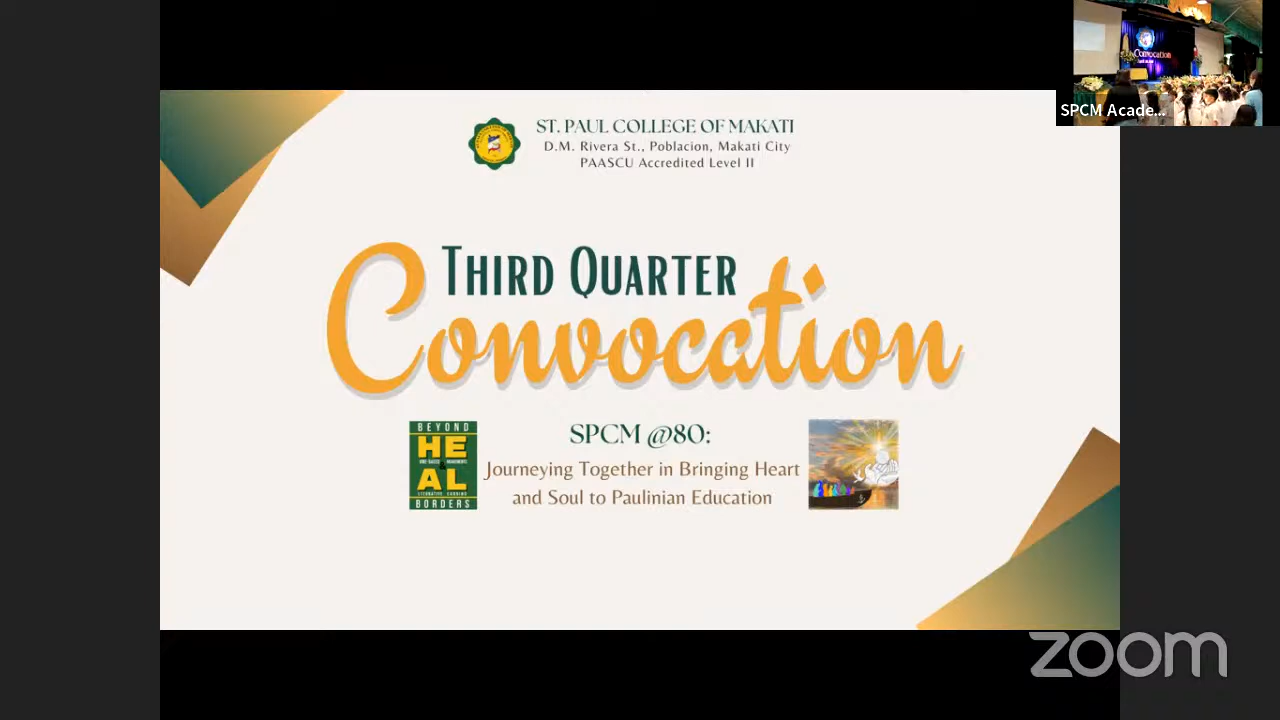 SPCM Acade...
ST. PAUL COLLEGE OF MAKATI
D.M. Rivera St., Poblacion, Makati City
PAASCU Accredited Level II
THIRD QUARTER
Convocation
SPCM @80:
Journeying Together in Bringing Heart
and Soul to Paulinian Education
BEYOND
HE
AL
BORDERS
Convocation
zoom